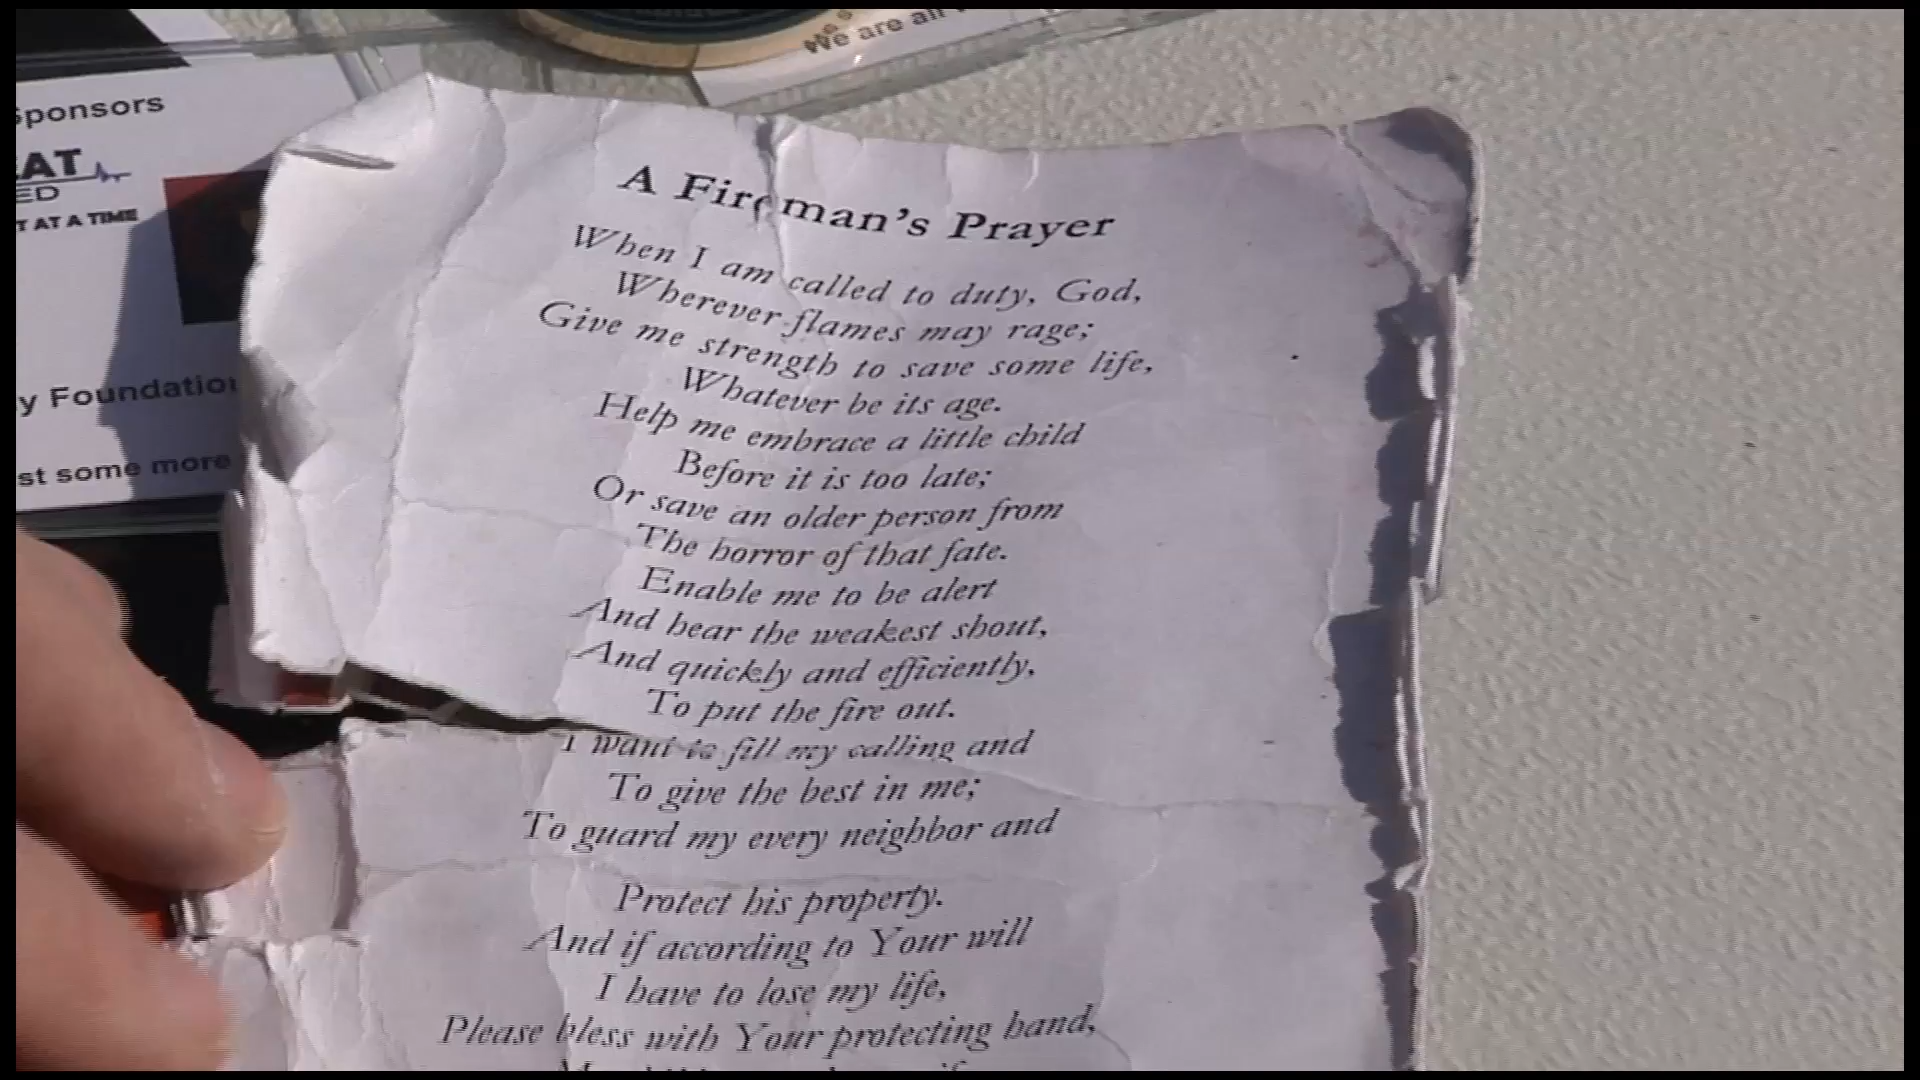 We are all
Sponsors
AT
ED
T AT A TIME
y Foundation
st some more
A Fireman's Prayer
When I am called to duty, God,
Wherever flames may rage;
Give me strength to save some life,
Whatever be its age.
Help me embrace a little child
Before it is too late;
Or save an older person from
The horror of that fate.
Enable me to be alert
And hear the weakest shout,
And quickly and efficiently,
To put the fire out.
I want to fill my calling and
To give the best in me;
To guard my every neighbor and
Protect his property.
And if according to Your will
I have to lose my life,
Please bless with Your protecting hand,